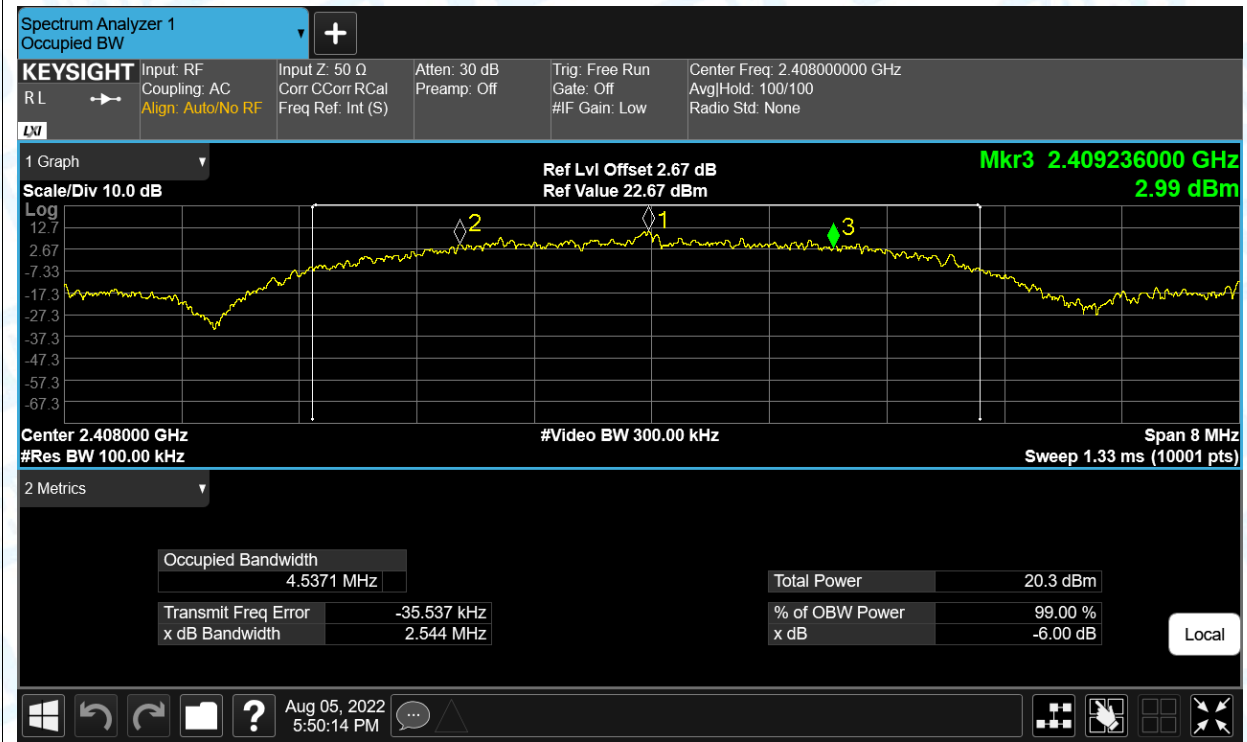 Spectrum Analyzer 1
Occupied BW
KEYSIGHT
R L
LXI
Input: RF
Coupling: AC
Align: Auto/No RF
Input Z: 50 Ω
Corr CCorr RCal
Freq Ref: Int (S)
Atten: 30 dB
Preamp: Off
Trig: Free Run
Gate: Off
#IF Gain: Low
Center Freq: 2.408000000 GHz
Avg|Hold: 100/100
Radio Std: None
1 Graph
Scale/Div 10.0 dB
Ref Lvl Offset 2.67 dB
Ref Value 22.67 dBm
Mkr3 2.409236000 GHz
2.99 dBm
Log
12.7
2.67
-7.33
-17.3
-27.3
-37.3
-47.3
-57.3
-67.3
2
1
3
Center 2.408000 GHz
#Video BW 300.00 kHz
Span 8 MHz
#Res BW 100.00 kHz
Sweep 1.33 ms (10001 pts)
2 Metrics
Occupied Bandwidth
4.5371 MHz
Total Power 20.3 dBm
Transmit Freq Error -35.537 kHz
% of OBW Power 99.00 %
x dB Bandwidth 2.544 MHz
x dB -6.00 dB
Local
?
Aug 05, 2022
5:50:14 PM